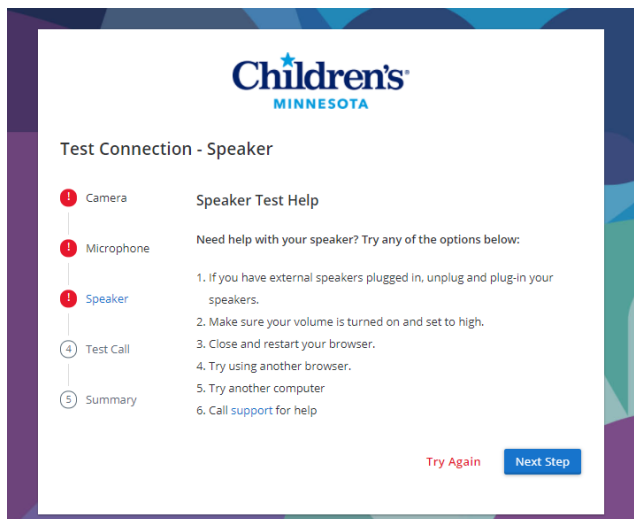 Children's
MINNESOTA
Test Connection - Speaker
! Camera
! Microphone
! Speaker
4 Test Call
5 Summary
Speaker Test Help
Need help with your speaker? Try any of the options below:
1. If you have external speakers plugged in, unplug and plug-in your
speakers.
2. Make sure your volume is turned on and set to high.
3. Close and restart your browser.
4. Try using another browser.
5. Try another computer
6. Call support for help
Try Again
Next Step